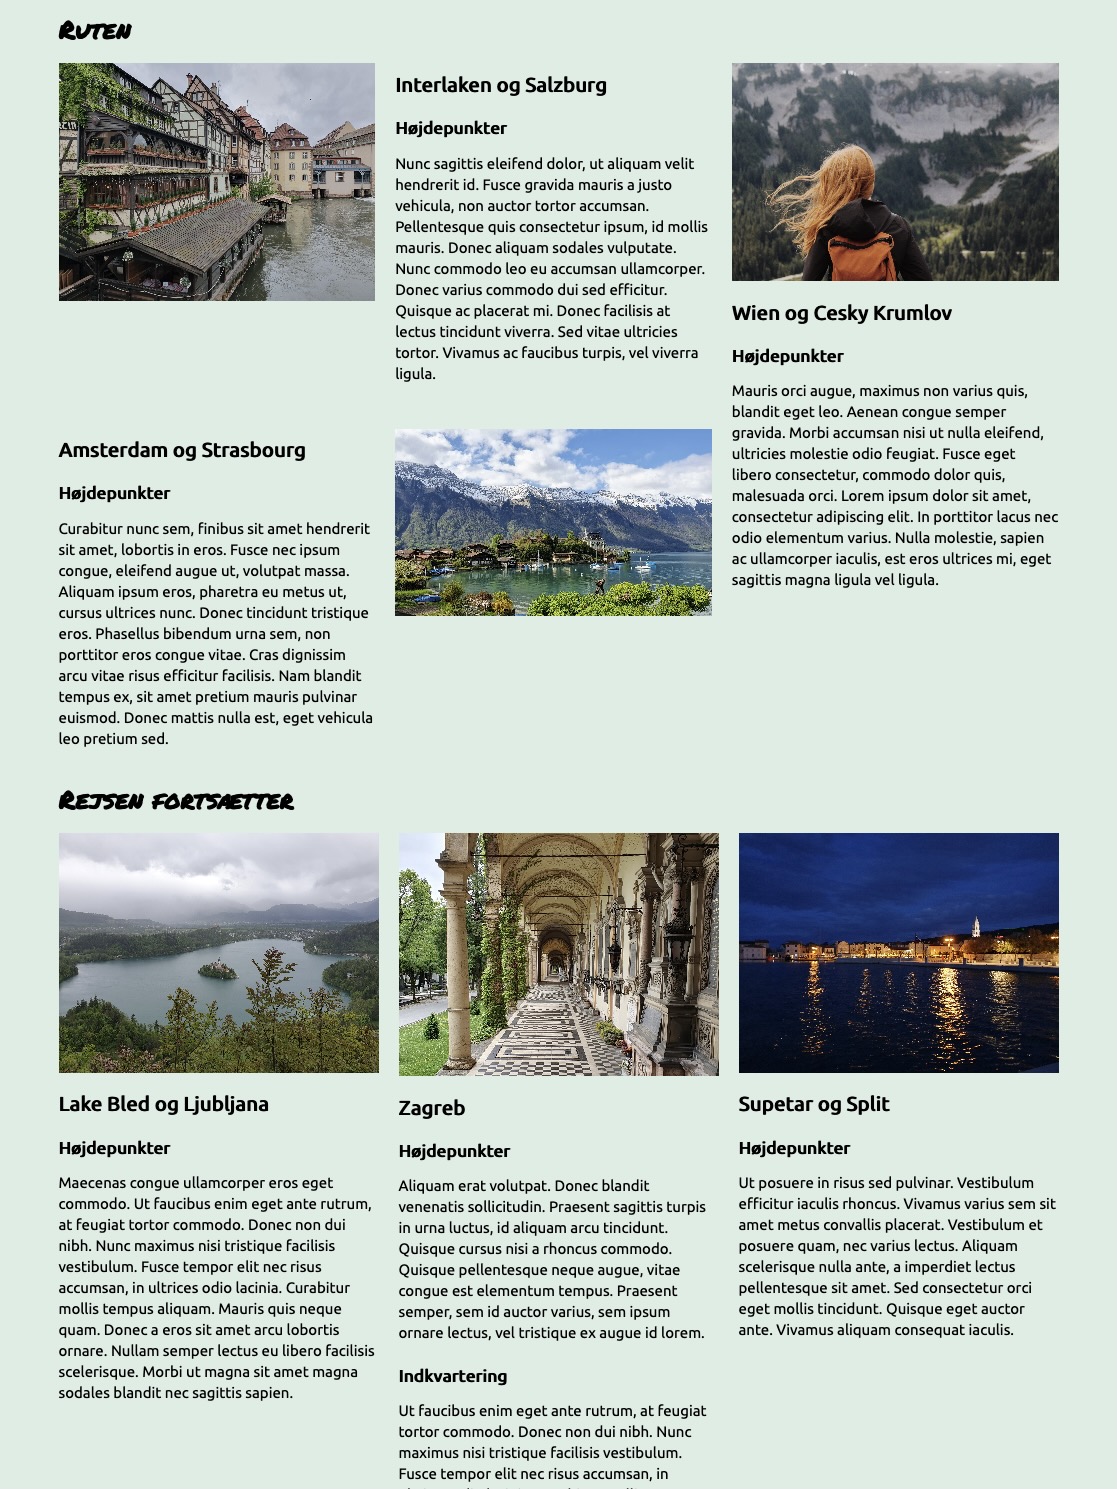 Ruten
Interlaken og Salzburg
Højdepunkter
Nunc sagittis eleifend dolor, ut aliquam velit
hendrerit id. Fusce gravida mauris a justo
vehicula, non auctor tortor accumsan.
Pellentesque quis consectetur ipsum, id mollis
mauris. Donec aliquam sodales vulputate.
Nunc commodo leo eu accumsan ullamcorper.
Donec varius commodo dui sed efficitur.
Quisque ac placerat mi. Donec facilisis at
lectus tincidunt viverra. Sed vitae ultricies
tortor. Vivamus ac faucibus turpis, vel viverra
ligula.
Wien og Cesky Krumlov
Højdepunkter
Mauris orci augue, maximus non varius quis,
blandit eget leo. Aenean congue semper
gravida. Morbi accumsan nisi ut nulla eleifend,
ultricies molestie odio feugiat. Fusce eget
libero consectetur, commodo dolor quis,
malesuada orci. Lorem ipsum dolor sit amet,
consectetur adipiscing elit. In porttitor lacus nec
odio elementum varius. Nulla molestie, sapien
ac ullamcorper iaculis, est eros ultrices mi, eget
sagittis magna ligula vel ligula.
Amsterdam og Strasbourg
Højdepunkter
Curabitur nunc sem, finibus sit amet hendrerit
sit amet, lobortis in eros. Fusce nec ipsum
congue, eleifend augue ut, volutpat massa.
Aliquam ipsum eros, pharetra eu metus ut,
cursus ultrices nunc. Donec tincidunt tristique
eros. Phasellus bibendum urna sem, non
porttitor eros congue vitae. Cras dignissim
arcu vitae risus efficitur facilisis. Nam blandit
tempus ex, sit amet pretium mauris pulvinar
euismod. Donec mattis nulla est, eget vehicula
leo pretium sed.
Rejsen fortsætter
Lake Bled og Ljubljana
Højdepunkter
Maecenas congue ullamcorper eros eget
commodo. Ut faucibus enim eget ante rutrum,
at feugiat tortor commodo. Donec non dui
nibh. Nunc maximus nisi tristique facilisis
vestibulum. Fusce tempor elit nec risus
accumsan, in ultrices odio lacinia. Curabitur
mollis tempus aliquam. Mauris quis neque
quam. Donec a eros sit amet arcu lobortis
ornare. Nullam semper lectus eu libero facilisis
scelerisque. Morbi ut magna sit amet magna
sodales blandit nec sagittis sapien.
Zagreb
Højdepunkter
Aliquam erat volutpat. Donec blandit
venenatis sollicitudin. Praesent sagittis turpis
in urna luctus, id aliquam arcu tincidunt.
Quisque cursus nisi a rhoncus commodo.
Quisque pellentesque neque augue, vitae
congue est elementum tempus. Praesent
semper, sem id auctor varius, sem ipsum
ornare lectus, vel tristique ex augue id lorem.
Indkvartering
Ut faucibus enim eget ante rutrum, at feugiat
tortor commodo. Donec non dui nibh. Nunc
maximus nisi tristique facilisis vestibulum.
Fusce tempor elit nec risus accumsan, in
Supetar og Split
Højdepunkter
Ut posuere in risus sed pulvinar. Vestibulum
efficitur iaculis rhoncus. Vivamus varius sem sit
amet metus convallis placerat. Vestibulum et
posuere quam, nec varius lectus. Aliquam
scelerisque nulla ante, a imperdiet lectus
pellentesque sit amet. Sed consectetur orci
eget mollis tincidunt. Quisque eget auctor
ante. Vivamus aliquam consequat iaculis.